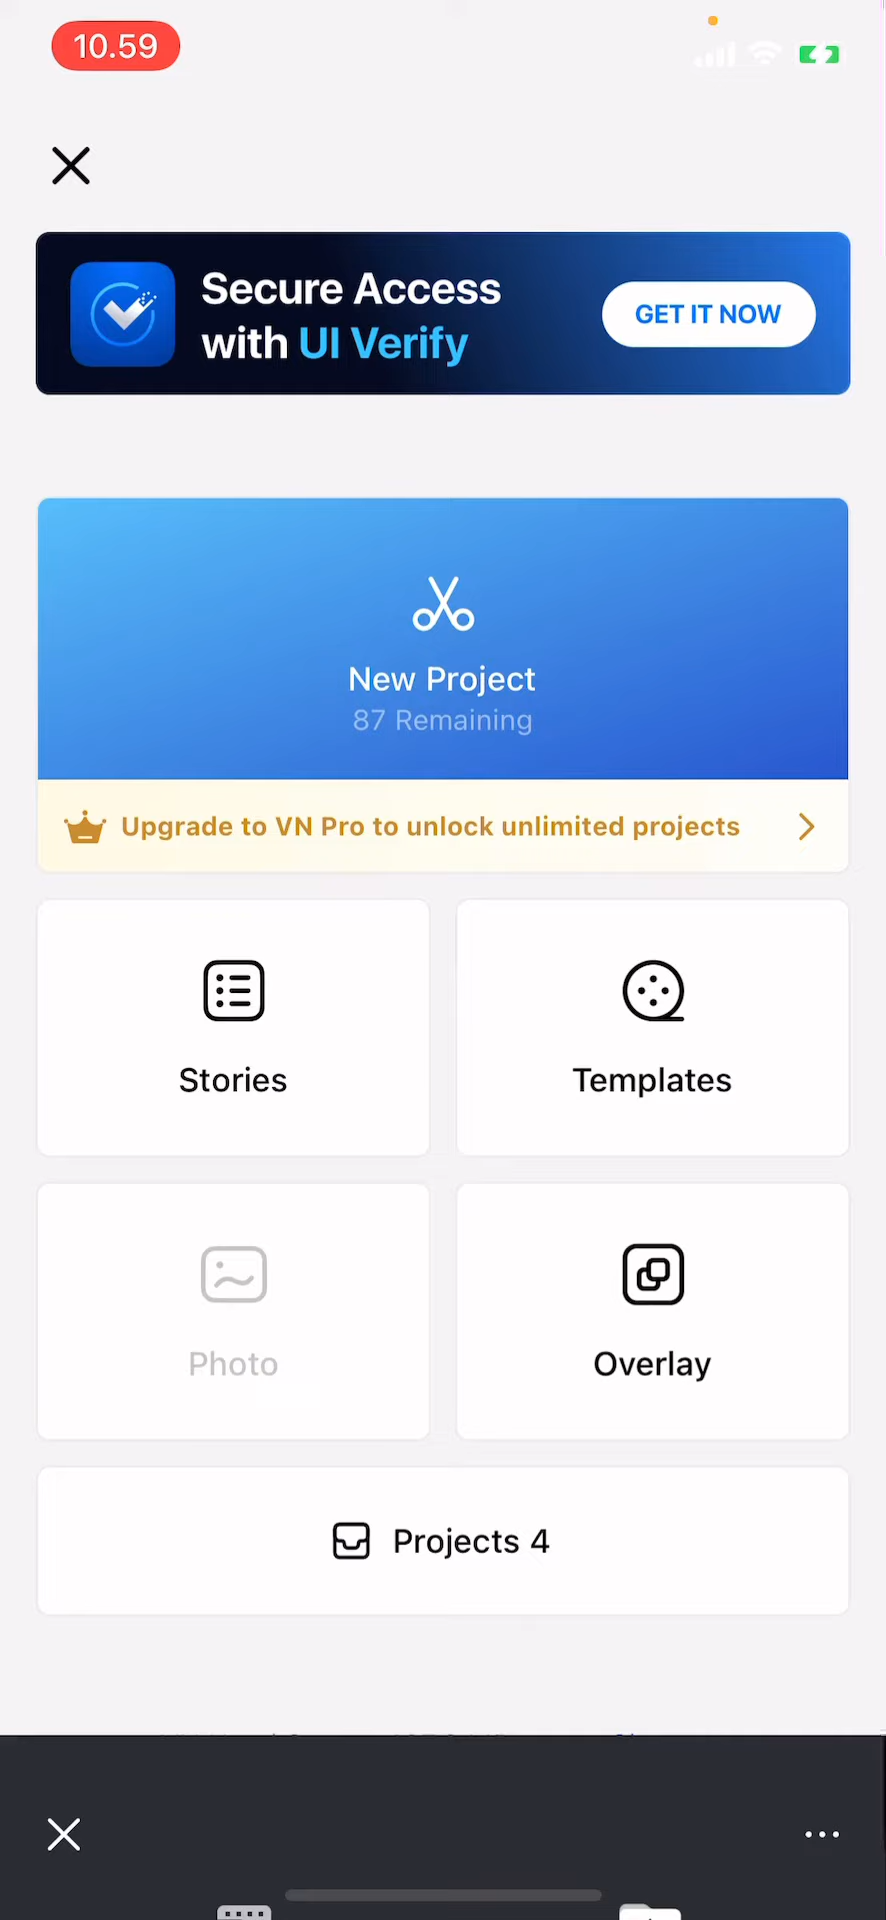 10.59
Secure Access
with UI Verify
GET IT NOW
New Project
87 Remaining
Upgrade to VN Pro to unlock unlimited projects
Stories
Templates
Photo
Overlay
Projects 4